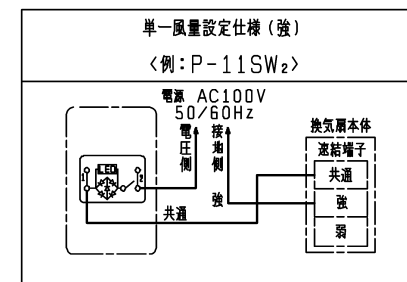 単一風量設定仕様（強）
〈例：P-11SW₂〉
電源 AC100V
50/60Hz
電圧側
接地側
換気扇本体
速結端子
共通
強
弱
LED
1
2
強
共通